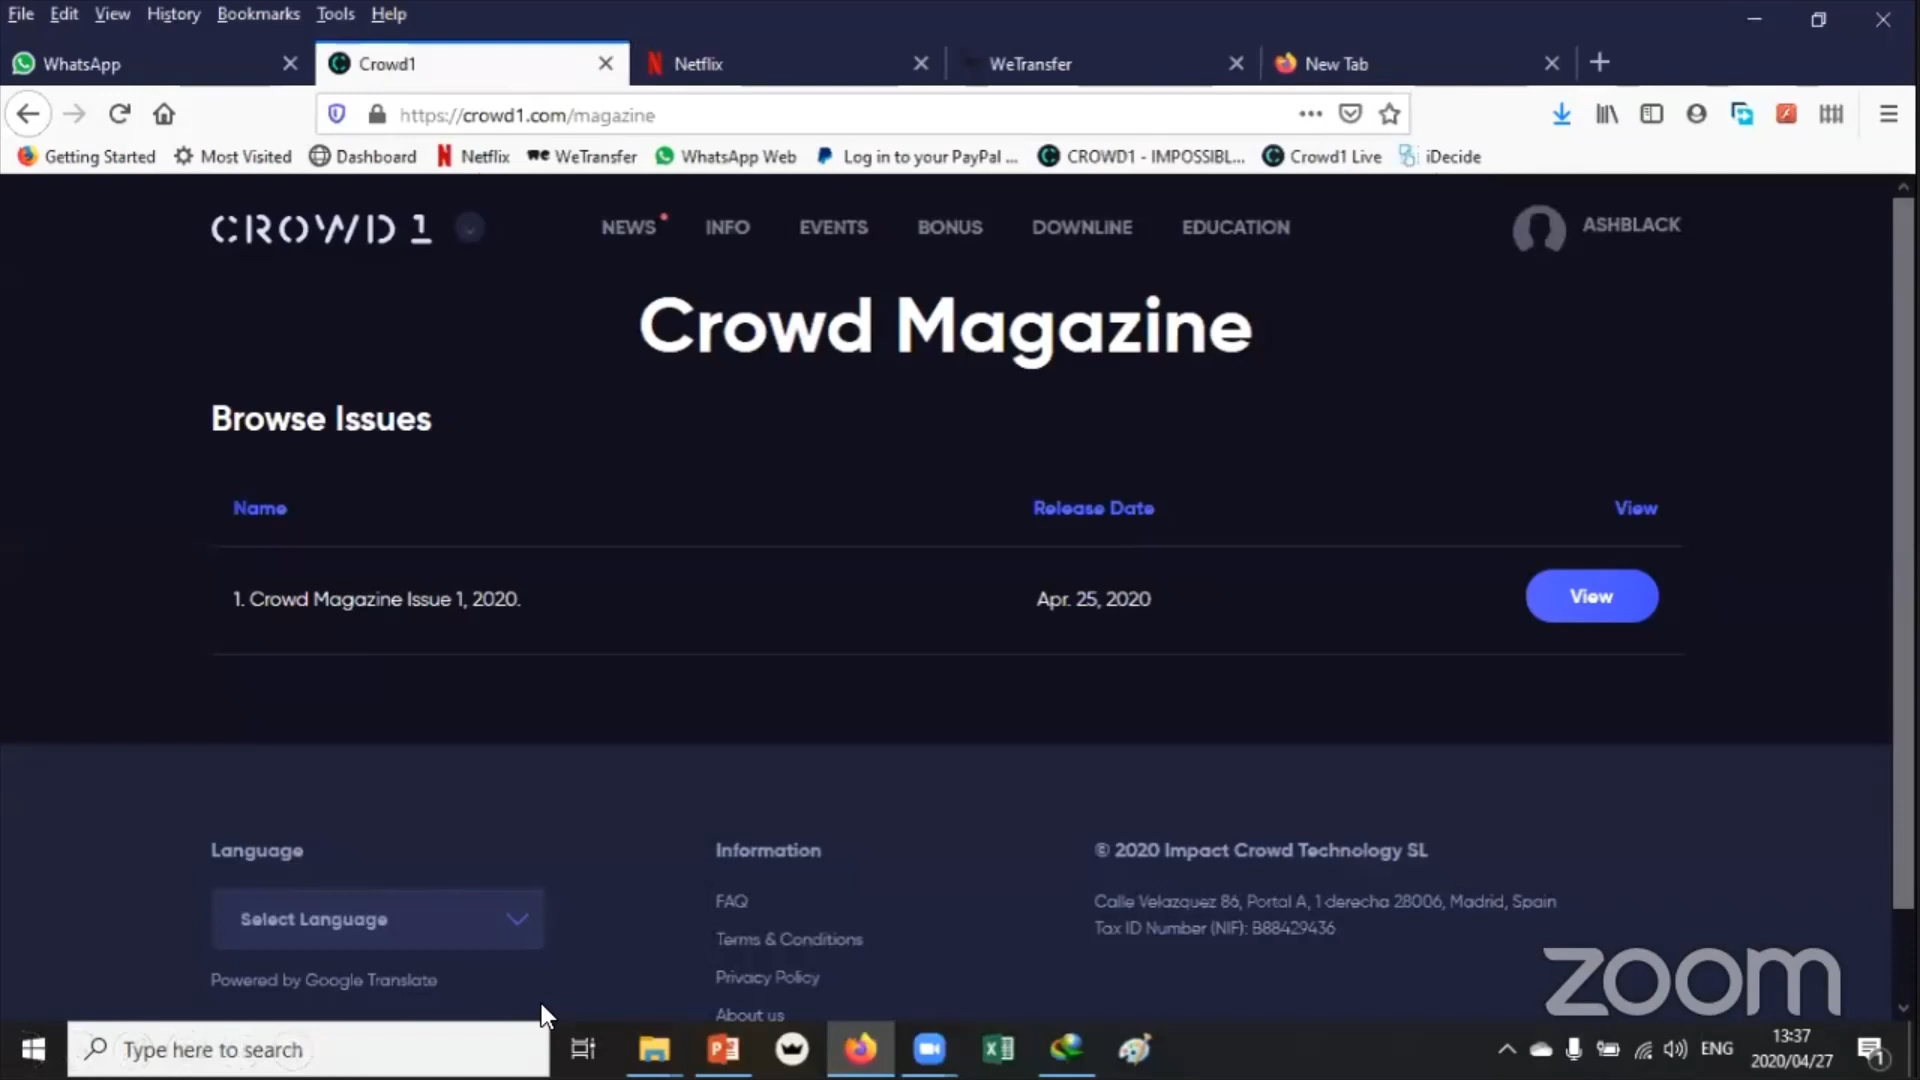 File Edit View History Bookmarks Tools Help
WhatsApp
Crowd1
Netflix
WeTransfer
New Tab
https://crowd1.com/magazine
Getting Started
Most Visited
Dashboard
Netflix
WeTransfer
WhatsApp Web
Log in to your PayPal ...
CROWD1 - IMPOSSIBL...
Crowd1 Live
iDecide
CROWD 1
NEWS INFO EVENTS BONUS DOWNLINE EDUCATION
ASHBLACK
Crowd Magazine
Browse Issues
Name Release Date View
1. Crowd Magazine Issue 1, 2020. Apr. 25, 2020 View
Language
Select Language
Powered by Google Translate
Information
FAQ
Terms & Conditions
Privacy Policy
About us
© 2020 Impact Crowd Technology SL
Calle Velazquez 86, Portal A, 1 derecha 28006, Madrid, Spain
Tax ID Number (NIF): B88429436
zoom
Type here to search
ENG
13:37
2020/04/27
1